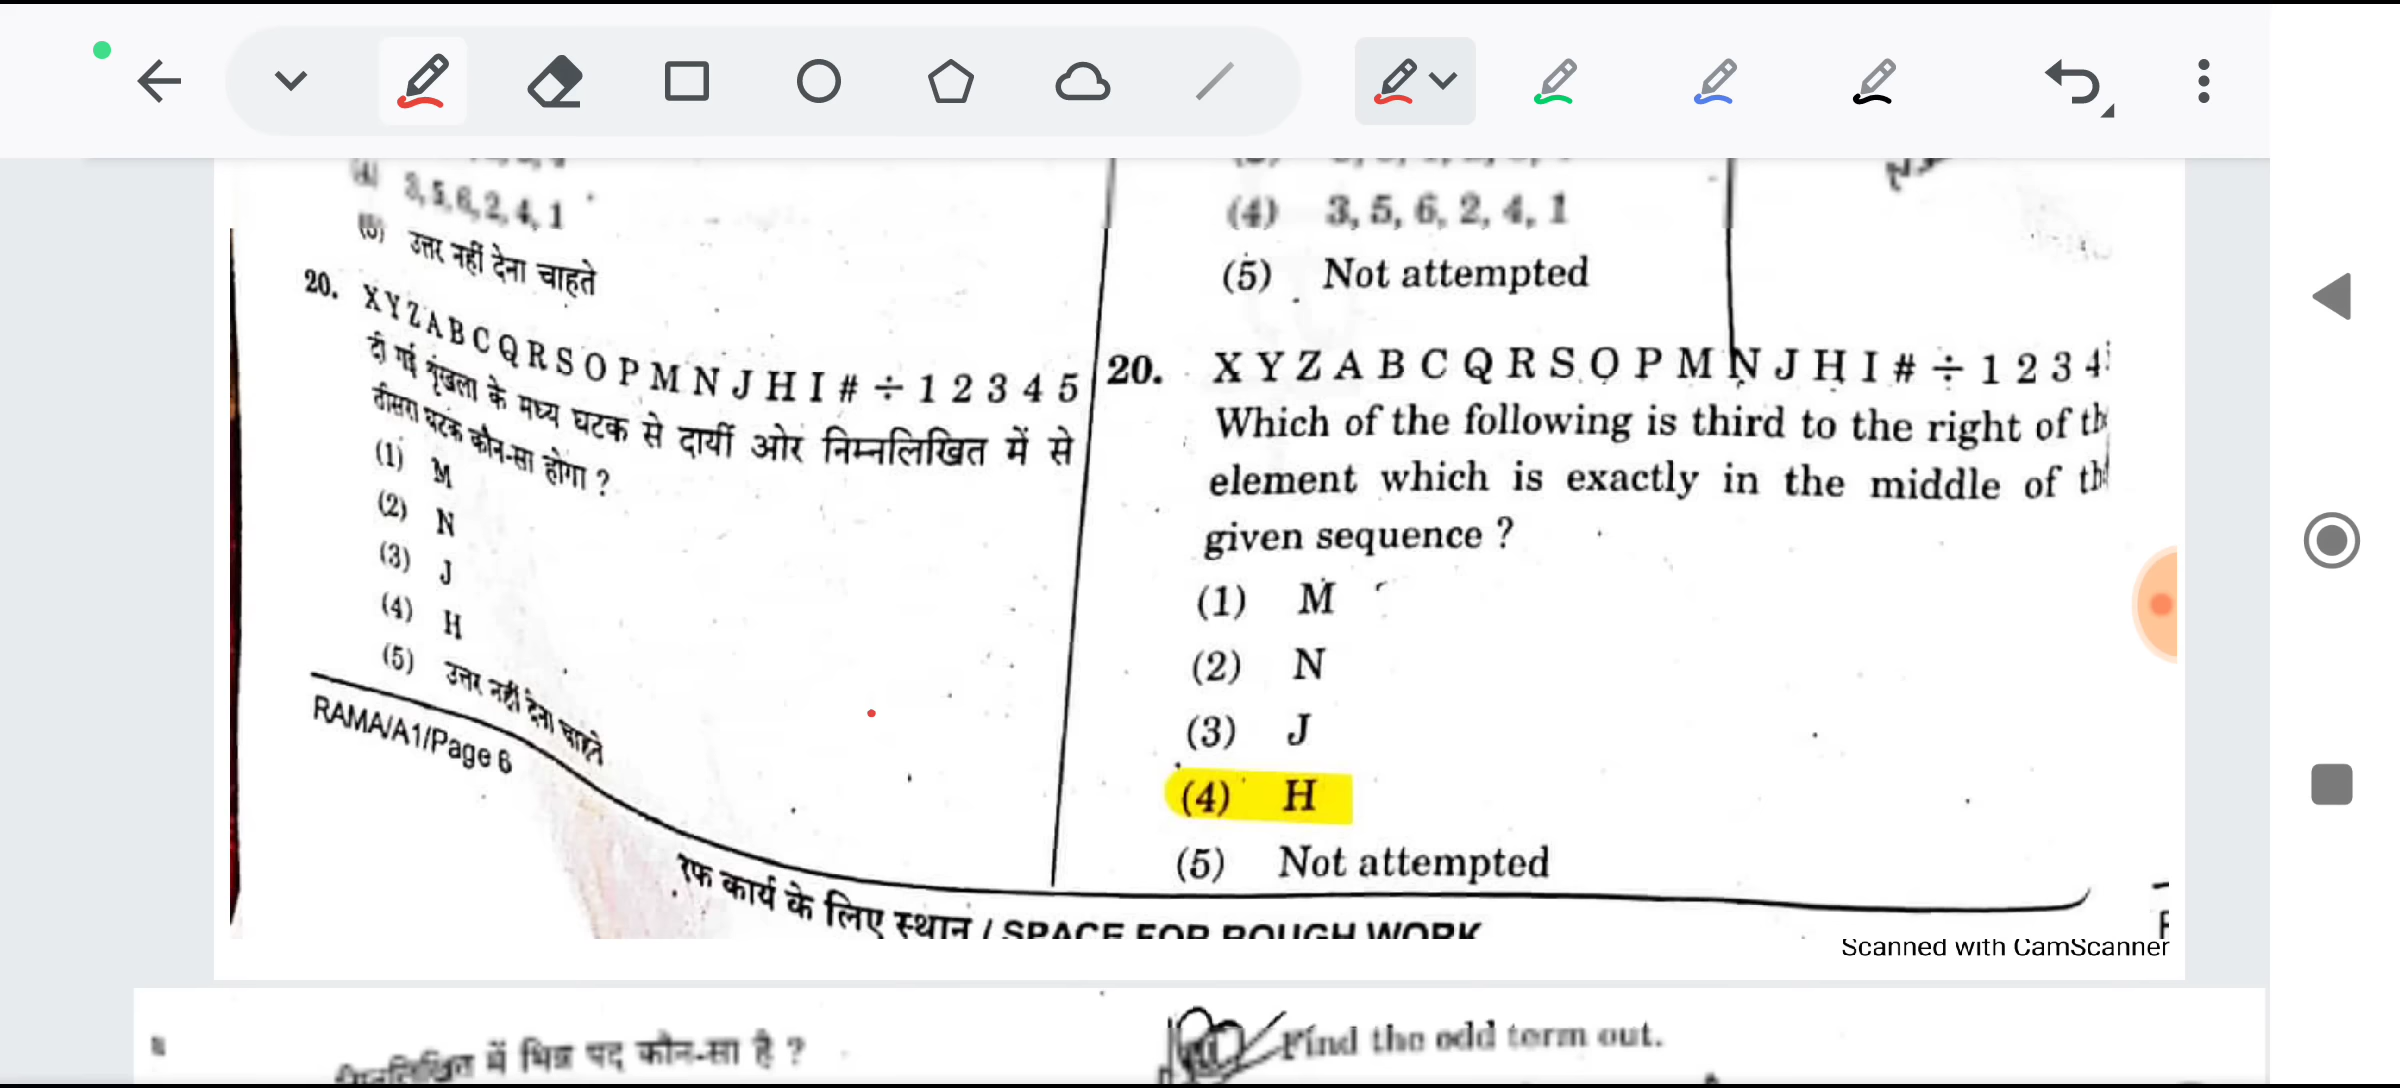 3, 5, 6, 2, 4, 1
(5) उत्तर नहीं देना चाहते
20. X Y Z A B C Q R S O P M N J H I # ÷ 1 2 3 4 5
दी गई शृंखला के मध्य घटक से दायीं ओर निम्नलिखित में से
तीसरा घटक कौन-सा होगा ?
(1) M
(2) N
(3) J
(4) H
(5) उत्तर नहीं देना चाहते
RAMA/A1/Page 6
(4) 3, 5, 6, 2, 4, 1
(5) Not attempted
20. X Y Z A B C Q R S O P M N J H I # ÷ 1 2 3 4
Which of the following is third to the right of
element which is exactly in the middle of
given sequence ?
(1) M
(2) N
(3) J
(4) H
(5) Not attempted
रफ कार्य के लिए स्थान / SPACE FOR ROUGH WORK
Scanned with CamScanner
में भिन्न पद कौन-सा है ?
Find the odd term out.